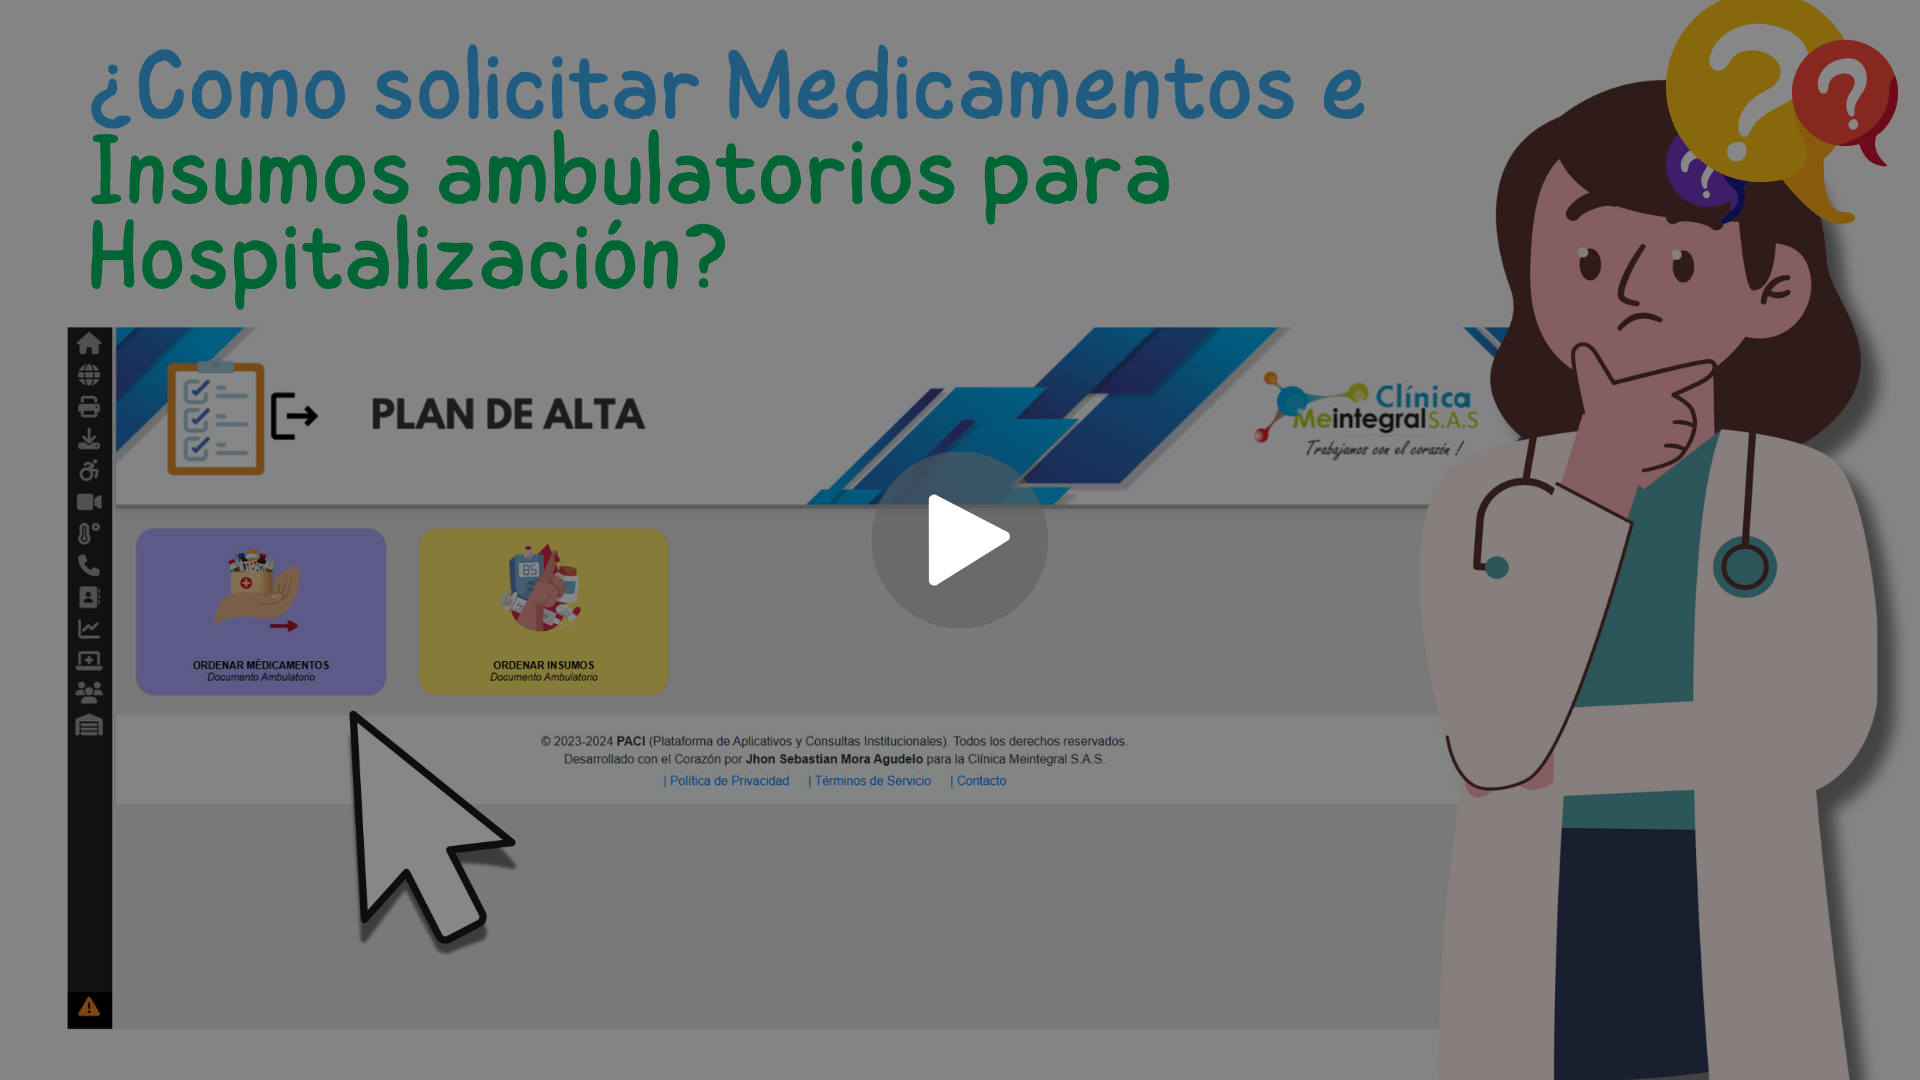 ¿Como solicitar Medicamentos e
Insumos ambulatorios para
Hospitalización?
PLAN DE ALTA
Clínica
Meintegral S.A.S
Trabajamos con el corazón !
85
ORDENAR MÉDICAMENTOS
Documento Ambulatorio
ORDENAR INSUMOS
Documento Ambulatorio
© 2023-2024 PACI (Plataforma de Aplicativos y Consultas Institucionales). Todos los derechos reservados.
Desarrollado con el Corazón por Jhon Sebastian Mora Agudelo para la Clínica Meintegral S.A.S.
| Política de Privacidad | Términos de Servicio | Contacto
? ? ?